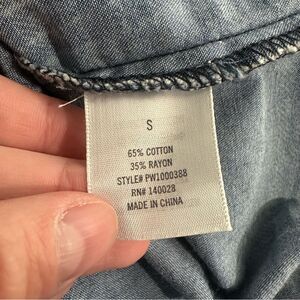 S
65% COTTON
35% RAYON
STYLE# PW1000388
RN# 140028
MADE IN CHINA